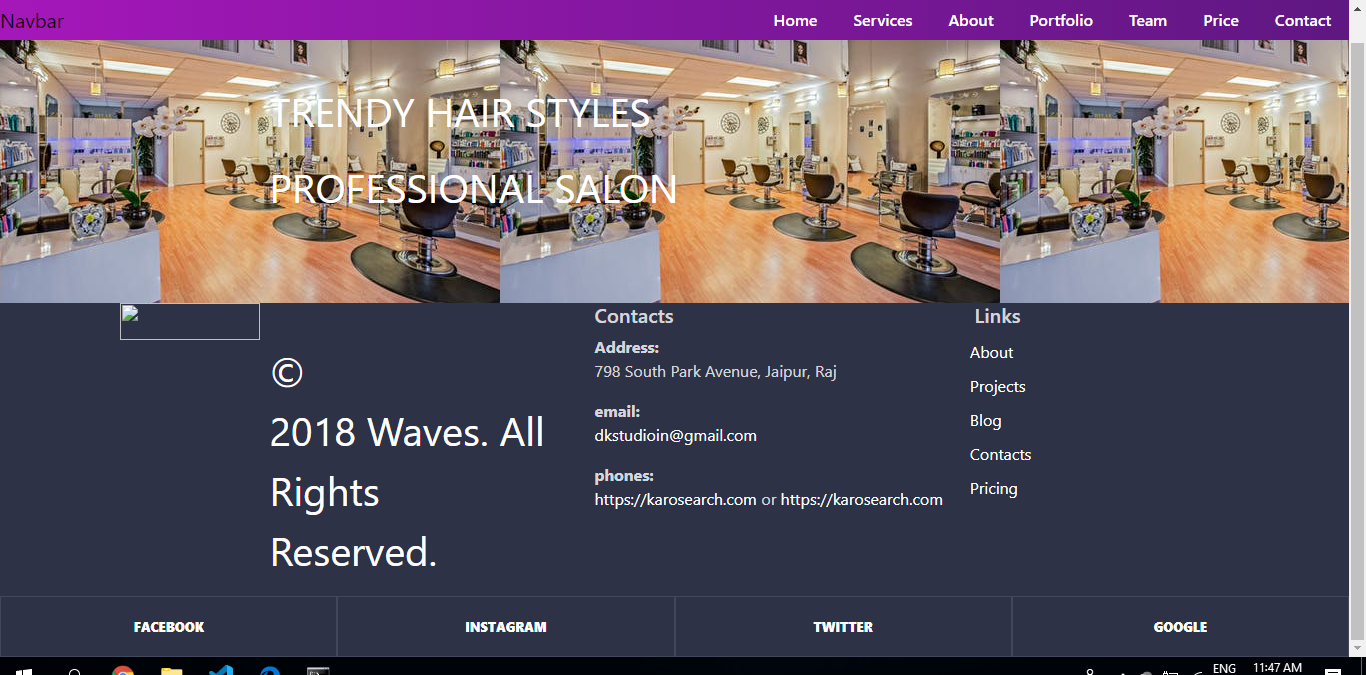 Navbar
Home Services About Portfolio Team Price Contact
TRENDY HAIR STYLES
PROFESSIONAL SALON
©
2018 Waves. All
Rights
Reserved.
Contacts
Address:
798 South Park Avenue, Jaipur, Raj
email:
dkstudioin@gmail.com
phones:
https://karosearch.com or https://karosearch.com
Links
About
Projects
Blog
Contacts
Pricing
FACEBOOK INSTAGRAM TWITTER GOOGLE
ENG 11:47 AM